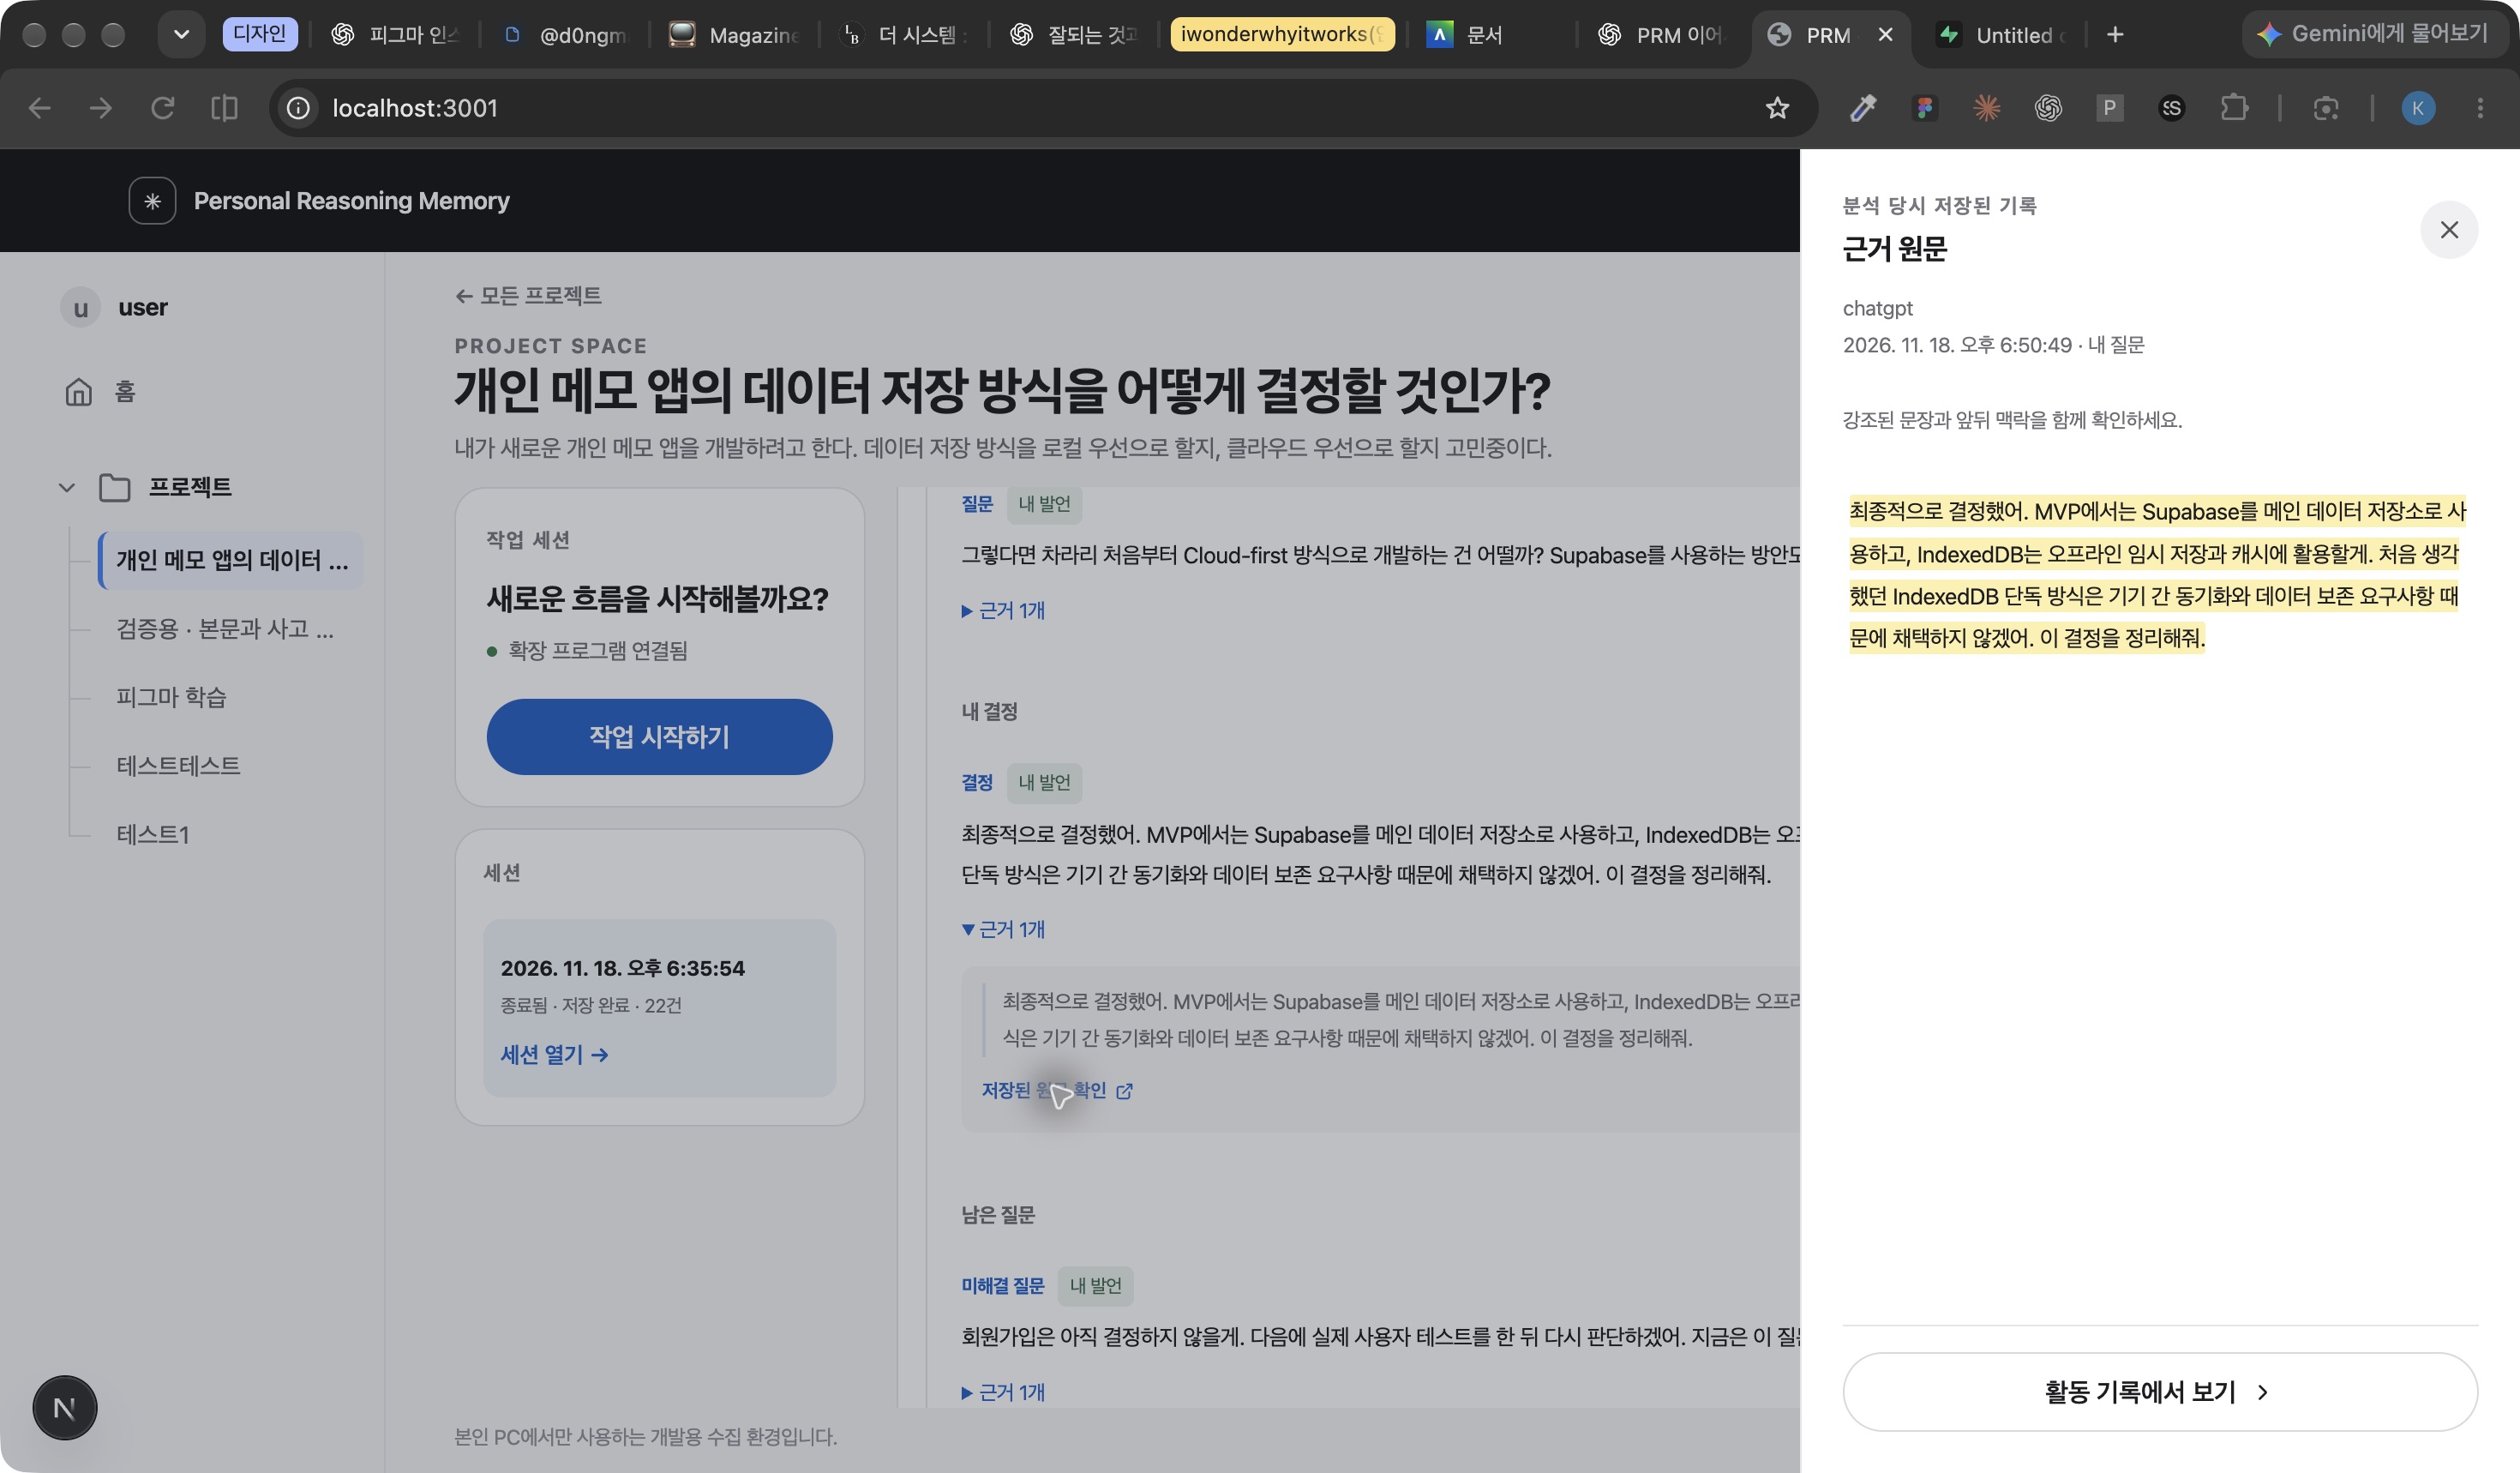 디자인
피그마 인스
@d0ngm
Magazine
더 시스템 :
잘되는 것과
iwonderwhyitworks(9
문서
PRM 이어
PRM
Untitled
Gemini에게 물어보기
localhost:3001
Personal Reasoning Memory
u user
홈
프로젝트
개인 메모 앱의 데이터 ...
검증용 · 본문과 사고 ...
피그마 학습
테스트테스트
테스트1
← 모든 프로젝트
PROJECT SPACE
개인 메모 앱의 데이터 저장 방식을 어떻게 결정할 것인가?
내가 새로운 개인 메모 앱을 개발하려고 한다. 데이터 저장 방식을 로컬 우선으로 할지, 클라우드 우선으로 할지 고민중이다.
작업 세션
새로운 흐름을 시작해볼까요?
확장 프로그램 연결됨
작업 시작하기
세션
2026. 11. 18. 오후 6:35:54
종료됨 · 저장 완료 · 22건
세션 열기 →
본인 PC에서만 사용하는 개발용 수집 환경입니다.
질문 내 발언
그렇다면 차라리 처음부터 Cloud-first 방식으로 개발하는 건 어떨까? Supabase를 사용하는 방안도
▶ 근거 1개
내 결정
결정 내 발언
최종적으로 결정했어. MVP에서는 Supabase를 메인 데이터 저장소로 사용하고, IndexedDB는 오프
단독 방식은 기기 간 동기화와 데이터 보존 요구사항 때문에 채택하지 않겠어. 이 결정을 정리해줘.
▼ 근거 1개
최종적으로 결정했어. MVP에서는 Supabase를 메인 데이터 저장소로 사용하고, IndexedDB는 오프라
식은 기기 간 동기화와 데이터 보존 요구사항 때문에 채택하지 않겠어. 이 결정을 정리해줘.
저장된 원문 확인
남은 질문
미해결 질문 내 발언
회원가입은 아직 결정하지 않을게. 다음에 실제 사용자 테스트를 한 뒤 다시 판단하겠어. 지금은 이 질문
▶ 근거 1개
분석 당시 저장된 기록
근거 원문
chatgpt
2026. 11. 18. 오후 6:50:49 · 내 질문
강조된 문장과 앞뒤 맥락을 함께 확인하세요.
최종적으로 결정했어. MVP에서는 Supabase를 메인 데이터 저장소로 사
용하고, IndexedDB는 오프라인 임시 저장과 캐시에 활용할게. 처음 생각
했던 IndexedDB 단독 방식은 기기 간 동기화와 데이터 보존 요구사항 때
문에 채택하지 않겠어. 이 결정을 정리해줘.
활동 기록에서 보기